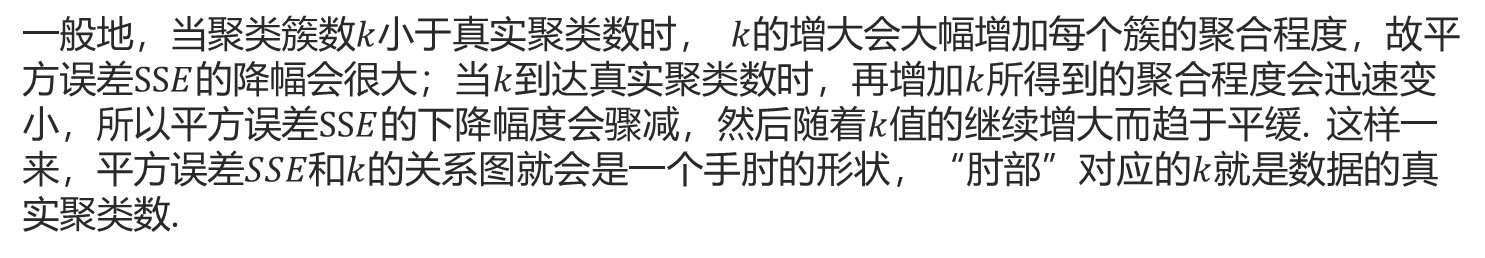 一般地，当聚类簇数k小于真实聚类数时， k的增大会大幅增加每个簇的聚合程度，故平
方误差SSE的降幅会很大；当k到达真实聚类数时，再增加k所得到的聚合程度会迅速变
小，所以平方误差SSE的下降幅度会骤减，然后随着k值的继续增大而趋于平缓. 这样一
来，平方误差SSE和k的关系图就会是一个手肘的形状，“肘部”对应的k就是数据的真
实聚类数.